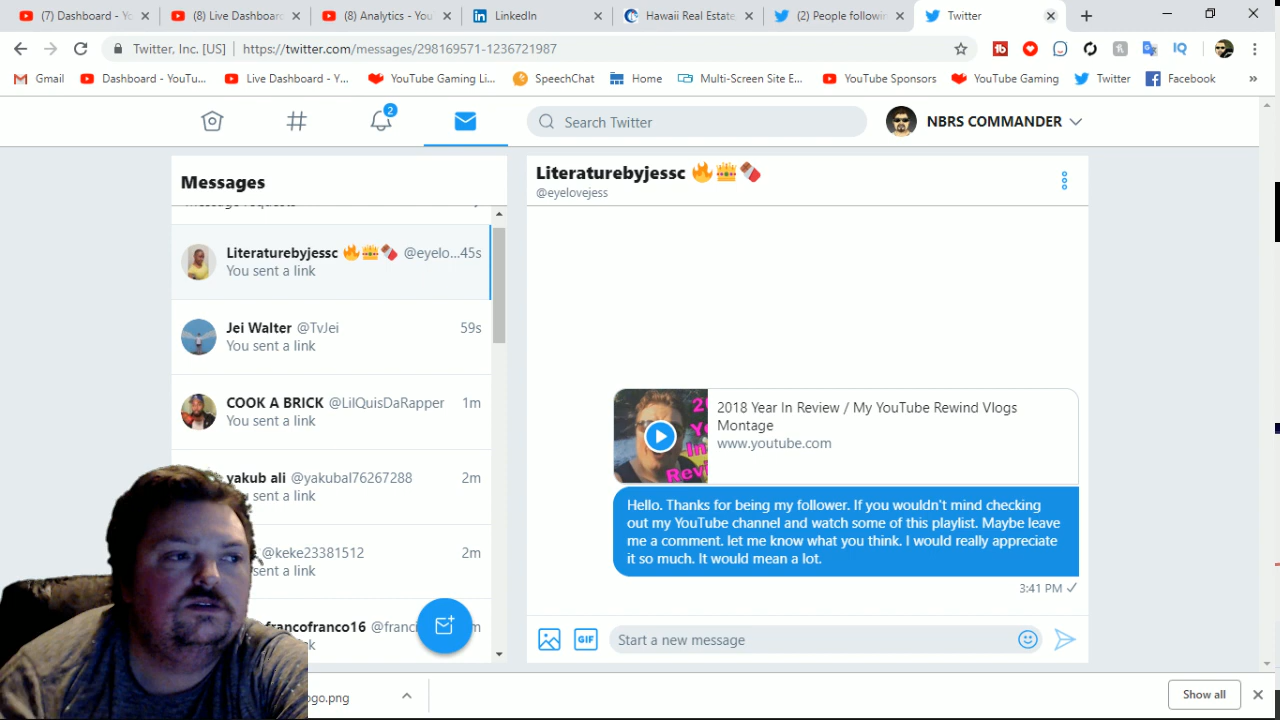 (7) Dashboard - Yo
(8) Live Dashboard
(8) Analytics - You
LinkedIn
Hawaii Real Estate
(2) People followin
Twitter
Twitter, Inc. [US] | https://twitter.com/messages/298169571-1236721987
Gmail
Dashboard - YouTu...
Live Dashboard - Y...
YouTube Gaming Li...
SpeechChat
Home
Multi-Screen Site E...
YouTube Sponsors
YouTube Gaming
Twitter
Facebook
»
2
Search Twitter
NBRS COMMANDER
Messages
Literaturebyjessc 🔥👑🍫
@eyelovejess
Literaturebyjessc 🔥👑🍫 @eyelo...45s
You sent a link
Jei Walter @TvJei 59s
You sent a link
COOK A BRICK @LilQuisDaRapper 1m
You sent a link
yakub ali @yakubal76267288 2m
sent a link
@keke23381512 2m
sent a link
francofranco16 @franci
2018 Year In Review / My YouTube Rewind Vlogs
Montage
www.youtube.com
Hello. Thanks for being my follower. If you wouldn't mind checking
out my YouTube channel and watch some of this playlist. Maybe leave
me a comment. let me know what you think. I would really appreciate
it so much. It would mean a lot.
3:41 PM
GIF
Start a new message
ogo.png
Show all